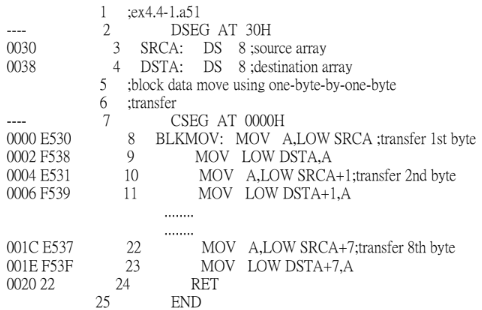 1 ;ex4.4-1.a51
---- 2 DSEG AT 30H
0030 3 SRCA: DS 8 ;source array
0038 4 DSTA: DS 8 ;destination array
5 ;block data move using one-byte-by-one-byte
6 ;transfer
---- 7 CSEG AT 0000H
0000 E530 8 BLKMOV: MOV A,LOW SRCA ;transfer 1st byte
0002 F538 9 MOV LOW DSTA,A
0004 E531 10 MOV A,LOW SRCA+1;transfer 2nd byte
0006 F539 11 MOV LOW DSTA+1,A
........
........
001C E537 22 MOV A,LOW SRCA+7;transfer 8th byte
001E F53F 23 MOV LOW DSTA+7,A
0020 22 24 RET
25 END